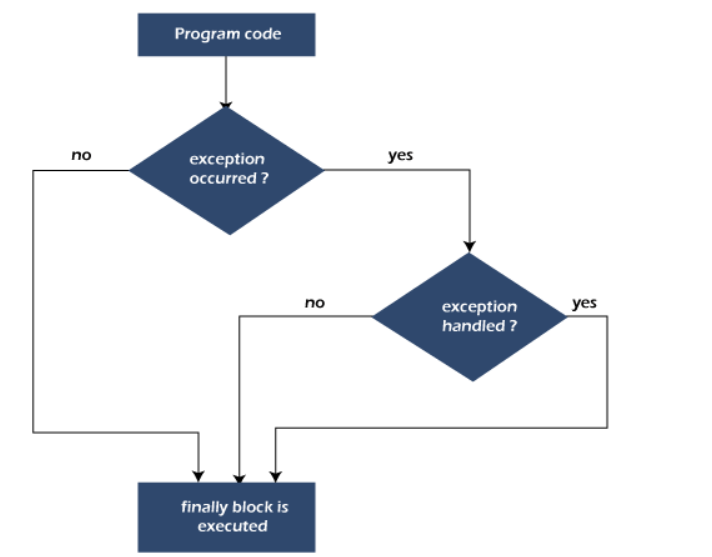 Program code
no
yes
exception
occurred ?
no
yes
exception
handled ?
finally block is
executed